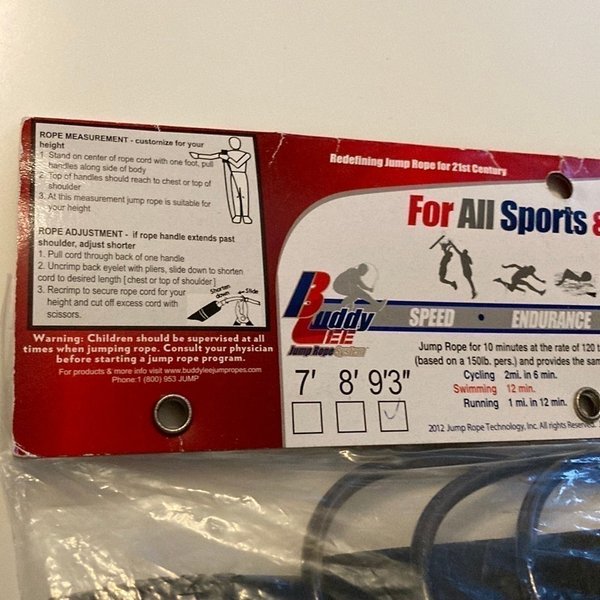 ROPE MEASUREMENT - customize for your
height
1. Stand on center of rope cord with one foot, pull
handles along side of body
2. Top of handles should reach to chest or top of
shoulder
3. At this measurement jump rope is suitable for
your height
ROPE ADJUSTMENT - if rope handle extends past
shoulder, adjust shorter
1. Pull cord through back of one handle
2. Uncrimp back eyelet with pliers, slide down to shorten
cord to desired length [chest or top of shoulder]
3. Recrimp to secure rope cord for your
height and cut off excess cord with
scissors.
Shorten
down
Slide
Warning: Children should be supervised at all
times when jumping rope. Consult your physician
before starting a jump rope program.
For products & more info visit www.buddyleejumpropes.com
Phone:1 (800) 953 JUMP
Redefining Jump Rope for 21st Century
For All Sports &
Buddy
LEE
Jump Rope System
SPEED • ENDURANCE
Jump Rope for 10 minutes at the rate of 120 t
(based on a 150lb. pers.) and provides the sam
Cycling 2mi. in 6 min.
Swimming 12 min.
Running 1 mi. in 12 min.
7' 8' 9'3"
2012 Jump Rope Technology, Inc. All rights Reserved.